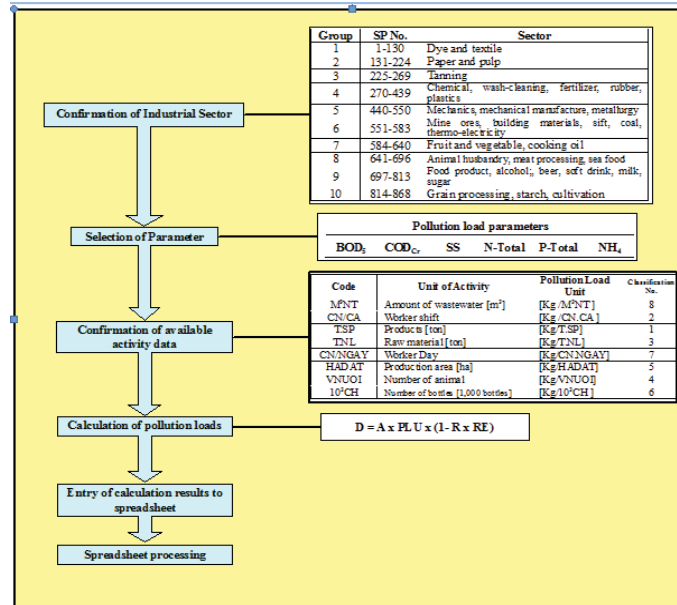 Group SP No. Sector
1 1-130 Dye and textile
2 131-224 Paper and pulp
3 225-269 Tanning
4 270-439 Chemical, wash-cleaning, fertilizer, rubber,
plastics
5 440-550 Mechanics, mechanical manufacture, metallurgy
6 551-583 Mine ores, building materials, sift, coal,
thermo-electricity
7 584-640 Fruit and vegetable, cooking oil
8 641-696 Animal husbandry, meat processing, sea food
9 697-813 Food product, alcohol;, beer, soft drink, milk,
sugar
10 814-868 Grain processing, starch, cultivation
Confirmation of Industrial Sector
Selection of Parameter
Pollution load parameters
BOD5 CODCr SS N-Total P-Total NH4
Confirmation of available
activity data
Code Unit of Activity Pollution Load
Unit Classification
No.
M³NT Amount of wastewater [m³] [Kg/M³NT] 8
CN/CA Worker shift [Kg/CN.CA] 2
T.SP Products [ton] [Kg/T.SP] 1
T.NL Raw material [ton] [Kg/T.NL] 3
CN/NGAY Worker Day [Kg/CN.NGAY] 7
HADAT Production area [ha] [Kg/HADAT] 5
VNUOI Number of animal [Kg/VNUOI] 4
10³CH Number of bottles [1,000 bottles] [Kg/10³CH] 6
Calculation of pollution loads
D = A x PLU x (1- R x RE)
Entry of calculation results to
spreadsheet
Spreadsheet processing